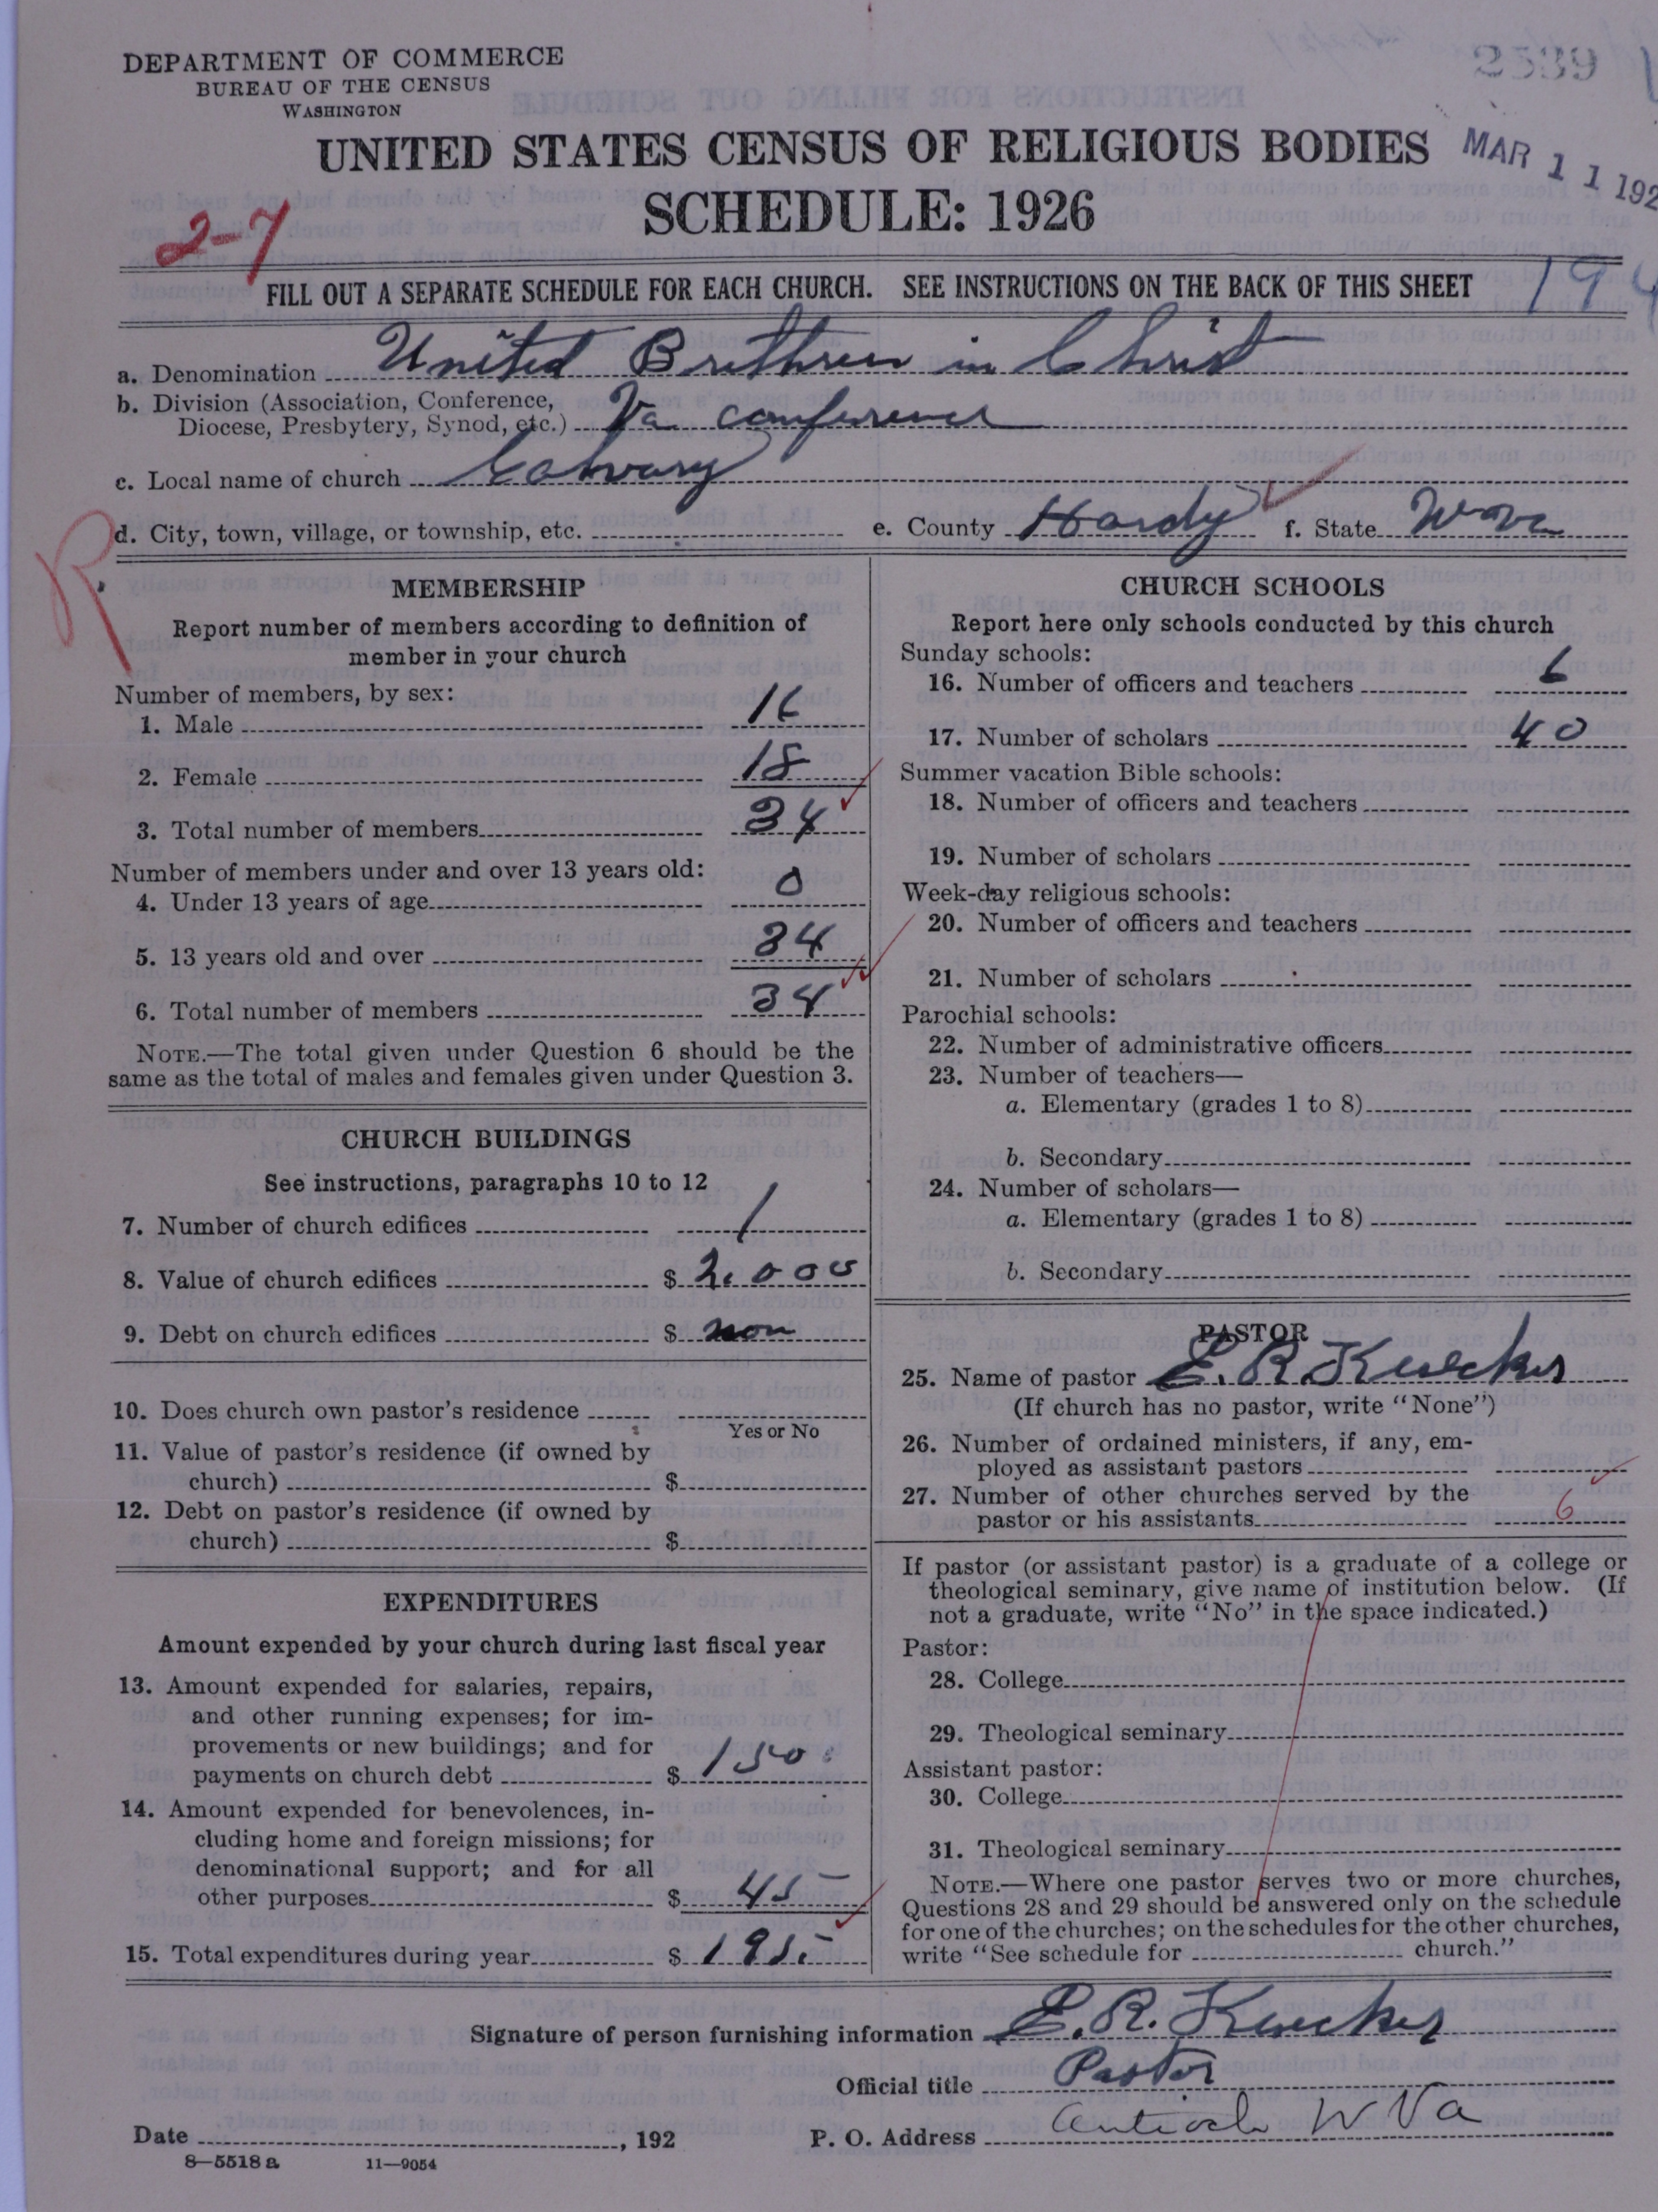 DEPARTMENT OF COMMERCE
BUREAU OF THE CENSUS
WASHINGTON
2539
UNITED STATES CENSUS OF RELIGIOUS BODIES
MAR 11 192
SCHEDULE: 1926
2-7
FILL OUT A SEPARATE SCHEDULE FOR EACH CHURCH. SEE INSTRUCTIONS ON THE BACK OF THIS SHEET
194
a. Denomination United Brethren in Christ
b. Division (Association, Conference,
Diocese, Presbytery, Synod, etc.) Va conference
c. Local name of church Calvary
R
d. City, town, village, or township, etc. e. County Hardy f. State W Va
MEMBERSHIP
Report number of members according to definition of
member in your church
Number of members, by sex:
1. Male 16
2. Female 18
3. Total number of members 34
Number of members under and over 13 years old:
4. Under 13 years of age 0
5. 13 years old and over 34
6. Total number of members 34
NOTE.—The total given under Question 6 should be the
same as the total of males and females given under Question 3.
CHURCH BUILDINGS
See instructions, paragraphs 10 to 12
7. Number of church edifices 1
8. Value of church edifices $ 2,000
9. Debt on church edifices $ non
10. Does church own pastor's residence
Yes or No
11. Value of pastor's residence (if owned by
church) $
12. Debt on pastor's residence (if owned by
church) $
EXPENDITURES
Amount expended by your church during last fiscal year
13. Amount expended for salaries, repairs,
and other running expenses; for im-
provements or new buildings; and for
payments on church debt $ 150
14. Amount expended for benevolences, in-
cluding home and foreign missions; for
denominational support; and for all
other purposes $ 45
15. Total expenditures during year $ 195
CHURCH SCHOOLS
Report here only schools conducted by this church
Sunday schools:
16. Number of officers and teachers 6
17. Number of scholars 40
Summer vacation Bible schools:
18. Number of officers and teachers
19. Number of scholars
Week-day religious schools:
20. Number of officers and teachers
21. Number of scholars
Parochial schools:
22. Number of administrative officers
23. Number of teachers—
a. Elementary (grades 1 to 8)
b. Secondary
24. Number of scholars—
a. Elementary (grades 1 to 8)
b. Secondary
PASTOR
25. Name of pastor E. R.
(If church has no pastor, write "None")
26. Number of ordained ministers, if any, em-
ployed as assistant pastors
27. Number of other churches served by the
pastor or his assistants 6
If pastor (or assistant pastor) is a graduate of a college or
theological seminary, give name of institution below. (If
not a graduate, write "No" in the space indicated.)
Pastor:
28. College
29. Theological seminary
Assistant pastor:
30. College
31. Theological seminary
NOTE.—Where one pastor serves two or more churches,
Questions 28 and 29 should be answered only on the schedule
for one of the churches; on the schedules for the other churches,
write "See schedule for church."
Signature of person furnishing information E. R.
Official title Pastor
Date , 192 P. O. Address Antioch W Va
8—5518 a 11—9054